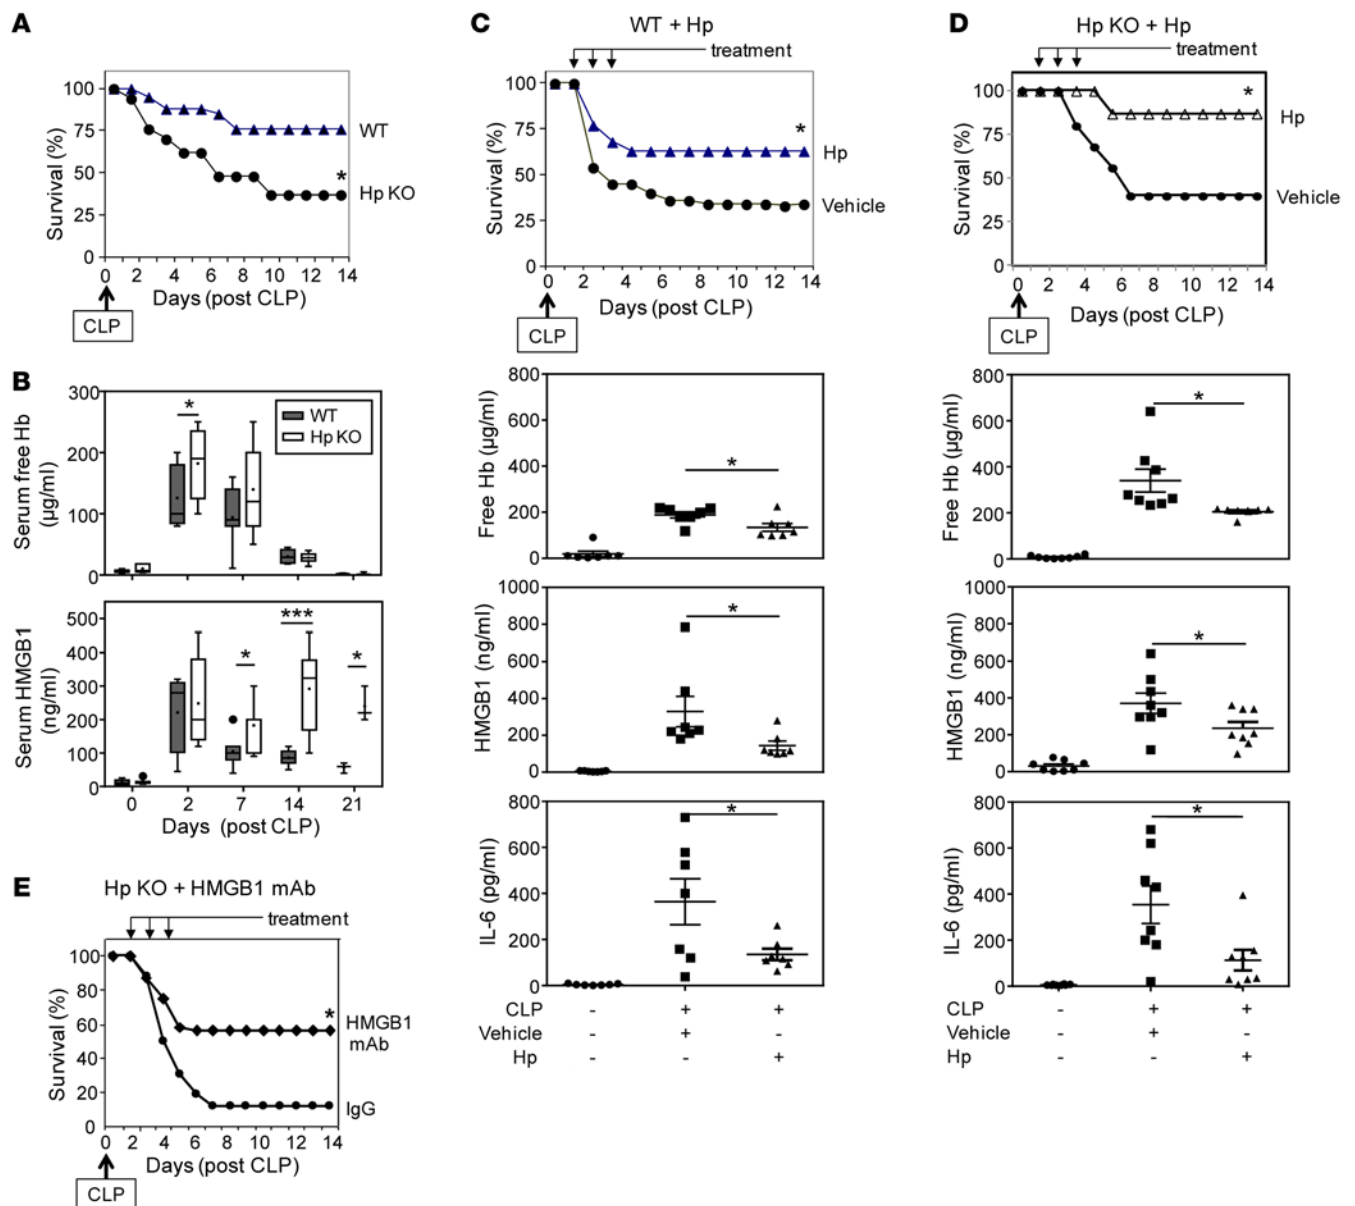 A
Survival (%)
100
75
50
25
0
WT
*
Hp KO
0 2 4 6 8 10 12 14
Days (post CLP)
CLP
B
Serum free Hb
(µg/ml)
300
200
100
0
*
WT
Hp KO
Serum HMGB1
(ng/ml)
500
400
300
200
100
0
* *** *
0 2 7 14 21
Days (post CLP)
C
WT + Hp
treatment
Survival (%)
100
75
50
25
0
*
Hp
Vehicle
0 2 4 6 8 10 12 14
Days (post CLP)
CLP
Free Hb (µg/ml)
800
600
400
200
0
*
HMGB1 (ng/ml)
1000
800
600
400
200
0
*
IL-6 (pg/ml)
800
600
400
200
0
*
CLP - + +
Vehicle - + -
Hp - - +
D
Hp KO + Hp
treatment
Survival (%)
100
75
50
25
0
*
Hp
Vehicle
0 2 4 6 8 10 12 14
Days (post CLP)
CLP
Free Hb (µg/ml)
800
600
400
200
0
*
HMGB1 (ng/ml)
1000
800
600
400
200
0
*
IL-6 (pg/ml)
800
600
400
200
0
*
CLP - + +
Vehicle - + -
Hp - - +
E
Hp KO + HMGB1 mAb
treatment
Survival (%)
100
80
60
40
20
0
*
HMGB1
mAb
IgG
0 2 4 6 8 10 12 14
Days (post CLP)
CLP